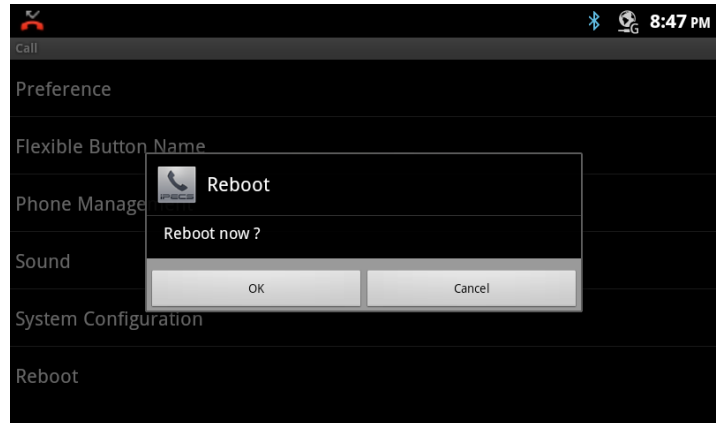 G 8:47 PM
Call
Preference
Flexible Button Name
Phone Manage
iPECS
Reboot
Reboot now ?
Sound
OK
Cancel
System Configuration
Reboot